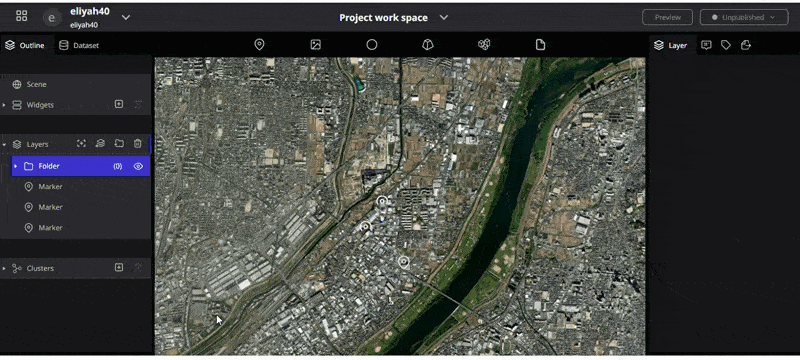 eliyah40
e
eliyah40
Project work space
Preview
Unpublished
Outline
Dataset
Layer
Scene
Widgets
Layers
Folder (0)
Marker
Marker
Marker
Clusters